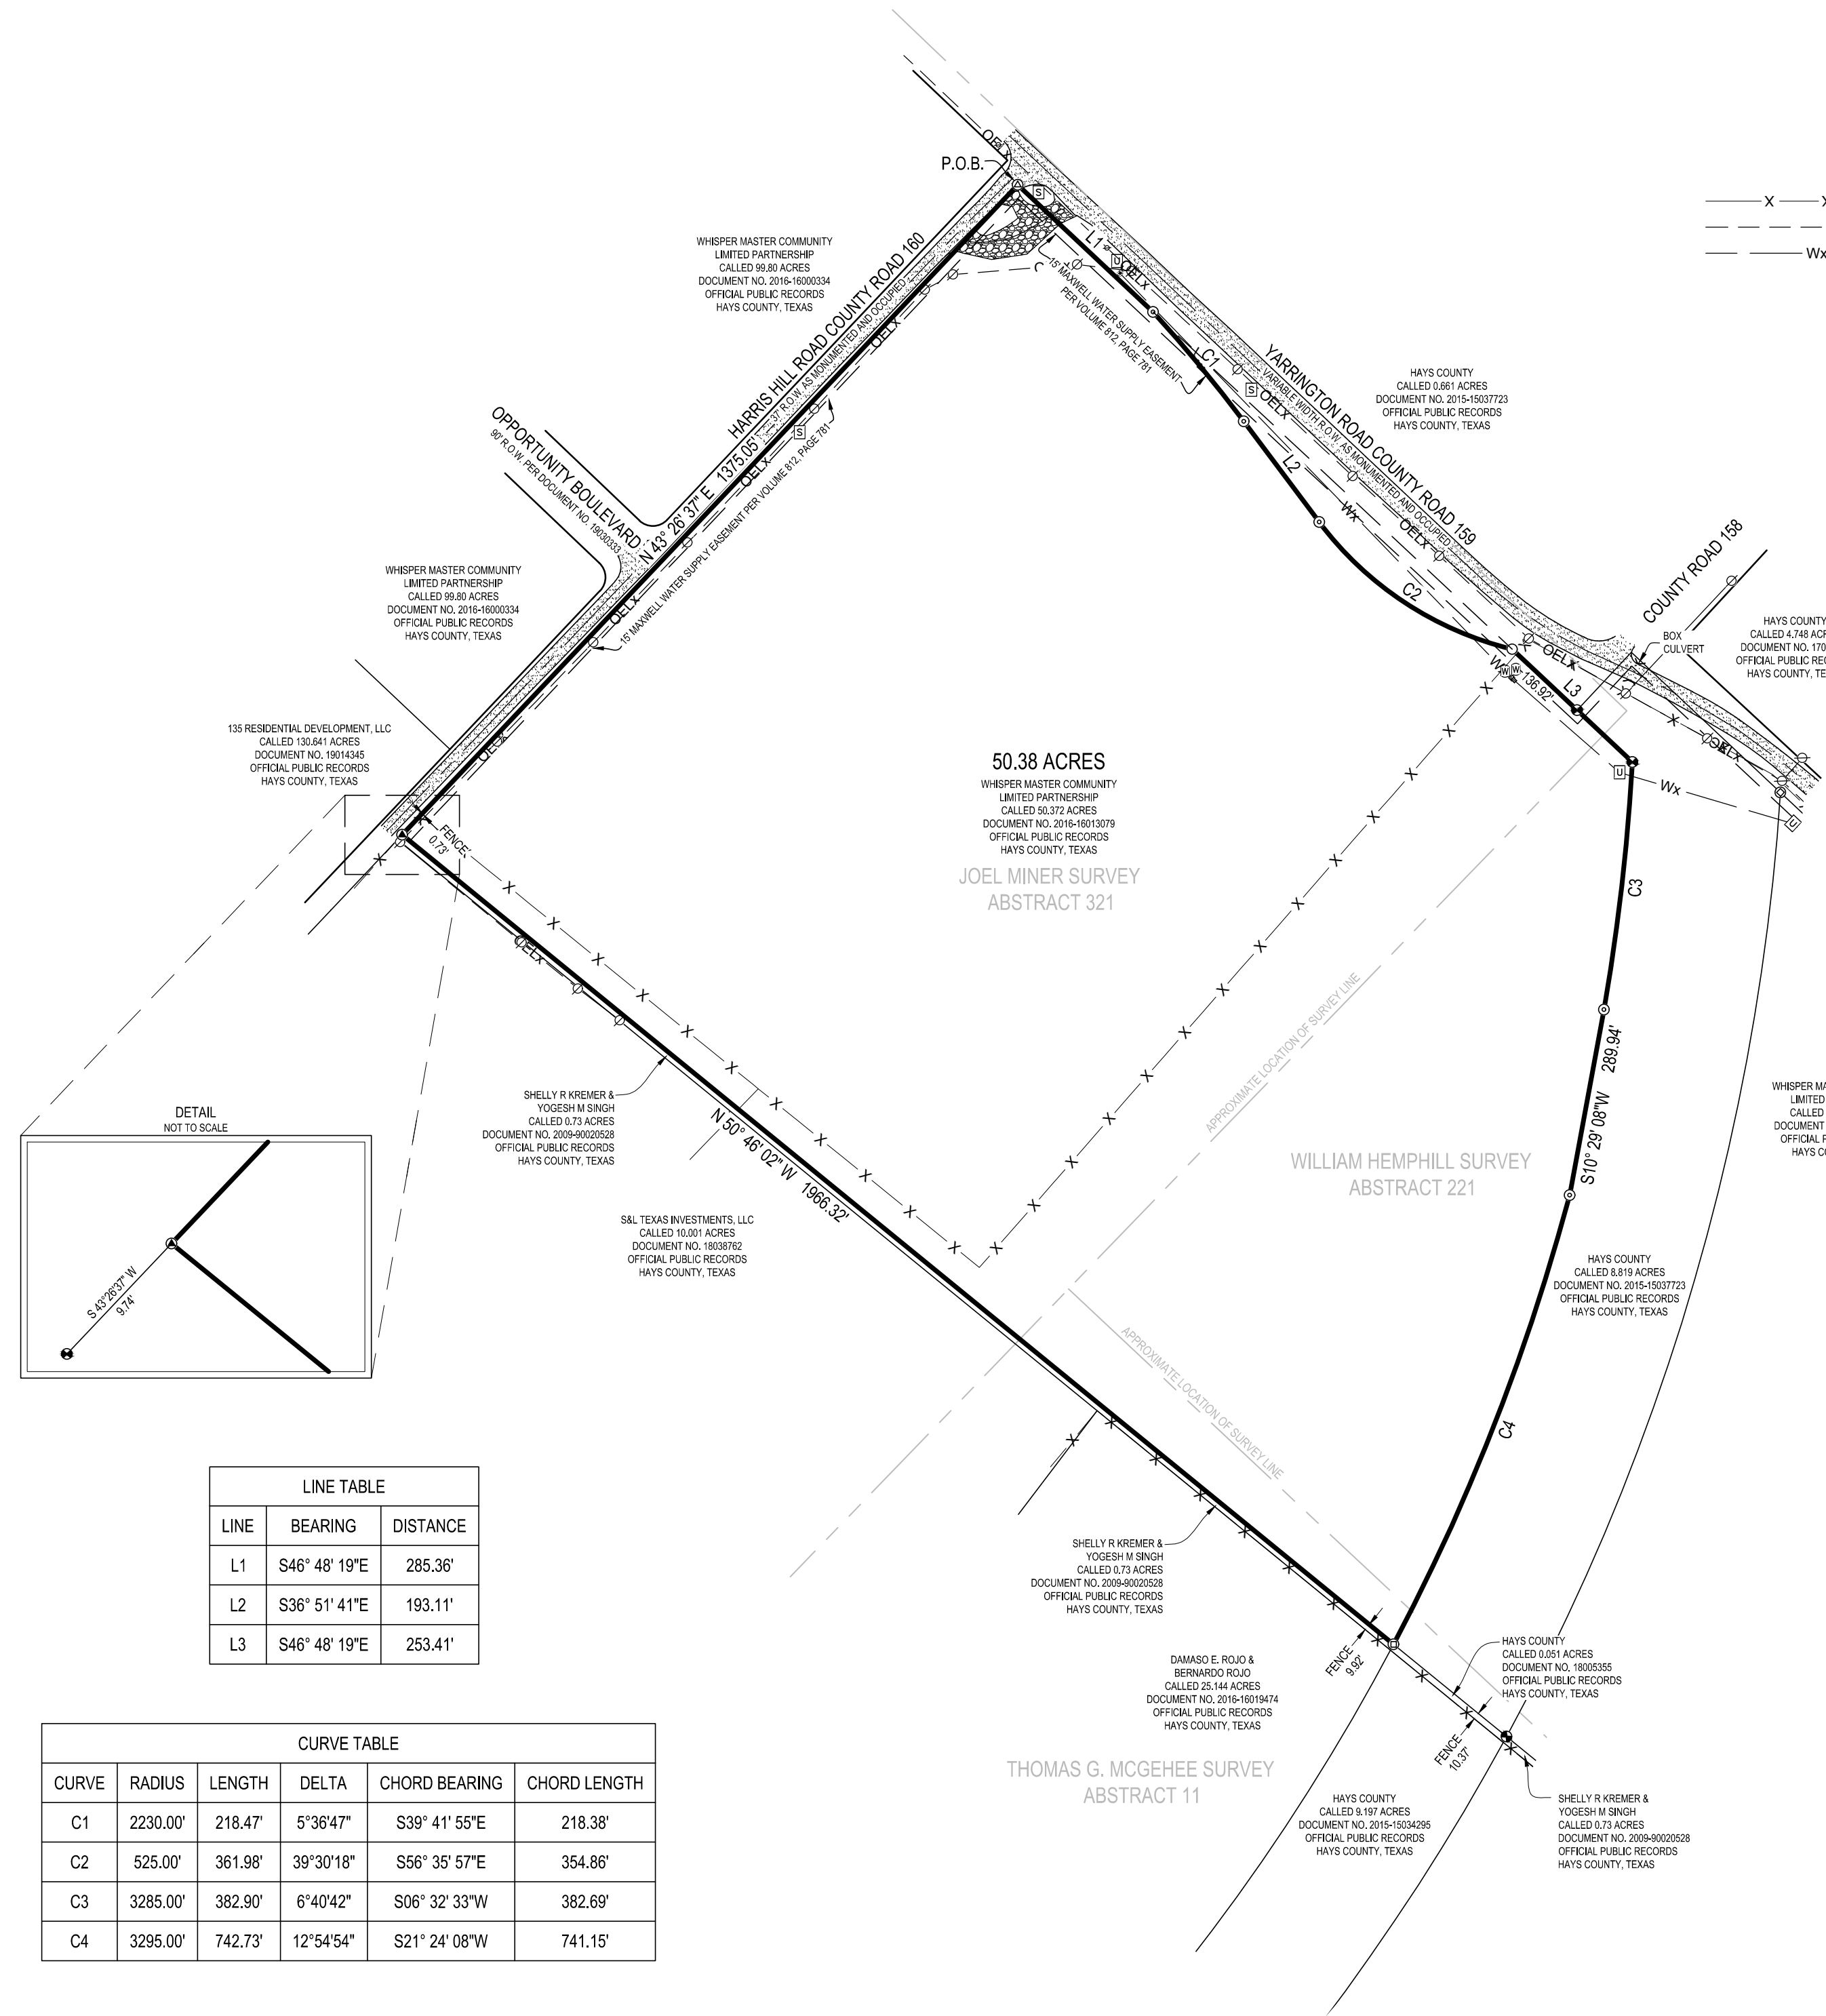 P.O.B.
WHISPER MASTER COMMUNITY
LIMITED PARTNERSHIP
CALLED 99.80 ACRES
DOCUMENT NO. 2016-16000334
OFFICIAL PUBLIC RECORDS
HAYS COUNTY, TEXAS
HARRIS HILL ROAD COUNTY ROAD 160
37' R.O.W. AS MONUMENTED AND OCCUPIED
N 43° 26' 37" E 1375.05'
15' MAXWELL WATER SUPPLY EASEMENT PER VOLUME 812, PAGE 781
OPPORTUNITY BOULEVARD
90' R.O.W. PER DOCUMENT NO. 19030333
OELx
OELx
OELx
OELx
OELx
S
S
WHISPER MASTER COMMUNITY
LIMITED PARTNERSHIP
CALLED 99.80 ACRES
DOCUMENT NO. 2016-16000334
OFFICIAL PUBLIC RECORDS
HAYS COUNTY, TEXAS
135 RESIDENTIAL DEVELOPMENT, LLC
CALLED 130.641 ACRES
DOCUMENT NO. 19014345
OFFICIAL PUBLIC RECORDS
HAYS COUNTY, TEXAS
FENCE
0.73'
L1
U
OELx
15' MAXWELL WATER SUPPLY EASEMENT
PER VOLUME 812, PAGE 781
C1
S
OELx
YARRINGTON ROAD COUNTY ROAD 159
VARIABLE WIDTH R.O.W. AS MONUMENTED AND OCCUPIED
HAYS COUNTY
CALLED 0.661 ACRES
DOCUMENT NO. 2015-15037723
OFFICIAL PUBLIC RECORDS
HAYS COUNTY, TEXAS
X
Wx
L2
Wx
OELx
C2
COUNTY ROAD 158
BOX
CULVERT
HAYS COUNTY
DOCUMENT NO. 170
OELx
W W
136.92'
L3
OELx
U
Wx
U
50.38 ACRES
WHISPER MASTER COMMUNITY
LIMITED PARTNERSHIP
CALLED 50.372 ACRES
DOCUMENT NO. 2016-16013079
OFFICIAL PUBLIC RECORDS
HAYS COUNTY, TEXAS
JOEL MINER SURVEY
ABSTRACT 321
C3
APPROXIMATE LOCATION OF SURVEY LINE
S10° 29' 08"W 289.94'
OELx
SHELLY R KREMER &
YOGESH M SINGH
CALLED 0.73 ACRES
DOCUMENT NO. 2009-90020528
OFFICIAL PUBLIC RECORDS
HAYS COUNTY, TEXAS
N 50° 46' 02" W 1966.32'
WILLIAM HEMPHILL SURVEY
ABSTRACT 221
LIMITED
CALLED
DOCUMENT
DETAIL
NOT TO SCALE
S 43°26'37" W
9.74'
S&L TEXAS INVESTMENTS, LLC
CALLED 10.001 ACRES
DOCUMENT NO. 18038762
OFFICIAL PUBLIC RECORDS
HAYS COUNTY, TEXAS
HAYS COUNTY
CALLED 8.819 ACRES
DOCUMENT NO. 2015-15037723
OFFICIAL PUBLIC RECORDS
HAYS COUNTY, TEXAS
APPROXIMATE LOCATION OF SURVEY LINE
C4
SHELLY R KREMER &
YOGESH M SINGH
CALLED 0.73 ACRES
DOCUMENT NO. 2009-90020528
OFFICIAL PUBLIC RECORDS
HAYS COUNTY, TEXAS
FENCE
9.92'
DAMASO E. ROJO &
BERNARDO ROJO
CALLED 25.144 ACRES
DOCUMENT NO. 2016-16019474
OFFICIAL PUBLIC RECORDS
HAYS COUNTY, TEXAS
HAYS COUNTY
CALLED 0.051 ACRES
DOCUMENT NO. 18005355
OFFICIAL PUBLIC RECORDS
HAYS COUNTY, TEXAS
FENCE
10.37'
THOMAS G. MCGEHEE SURVEY
ABSTRACT 11
HAYS COUNTY
CALLED 9.197 ACRES
DOCUMENT NO. 2015-15034295
OFFICIAL PUBLIC RECORDS
HAYS COUNTY, TEXAS
SHELLY R KREMER &
YOGESH M SINGH
CALLED 0.73 ACRES
DOCUMENT NO. 2009-90020528
OFFICIAL PUBLIC RECORDS
HAYS COUNTY, TEXAS
LINE TABLE
LINE BEARING DISTANCE
L1 S46° 48' 19"E 285.36'
L2 S36° 51' 41"E 193.11'
L3 S46° 48' 19"E 253.41'
CURVE TABLE
CURVE RADIUS LENGTH DELTA CHORD BEARING CHORD LENGTH
C1 2230.00' 218.47' 5°36'47" S39° 41' 55"E 218.38'
C2 525.00' 361.98' 39°30'18" S56° 35' 57"E 354.86'
C3 3285.00' 382.90' 6°40'42" S06° 32' 33"W 382.69'
C4 3295.00' 742.73' 12°54'54" S21° 24' 08"W 741.15'